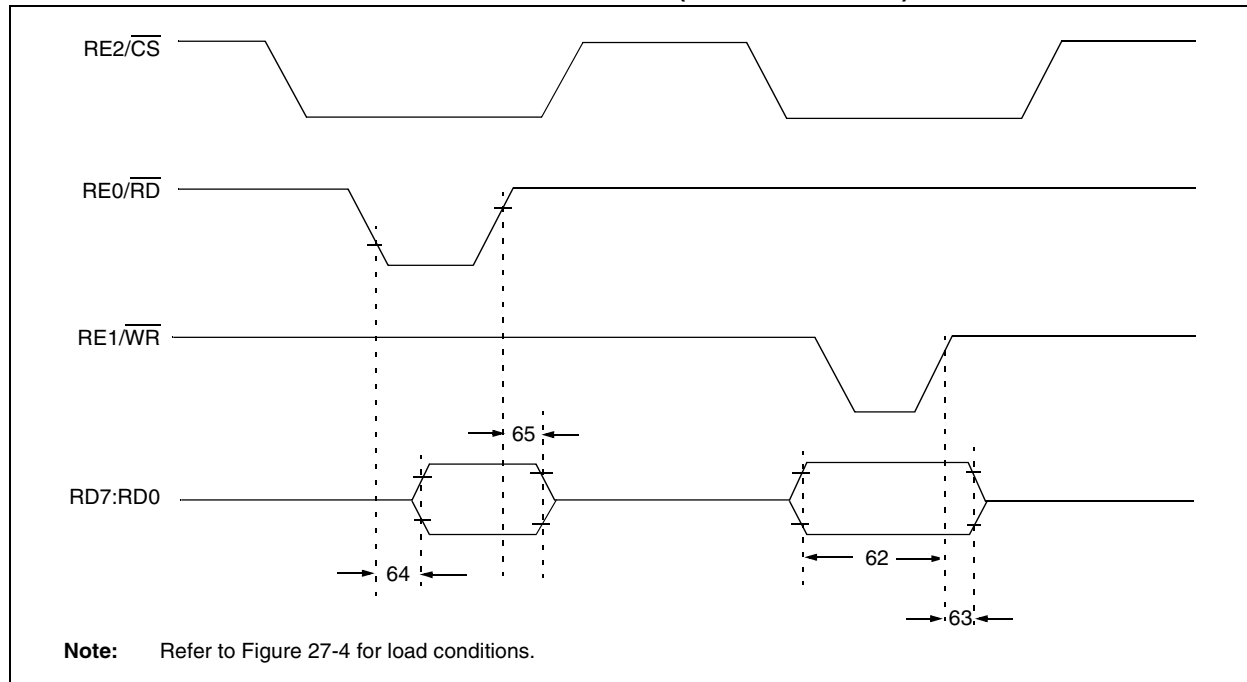 RE2/CS
RE0/RD
RE1/WR
65
RD7:RD0
62
64
63
Note: Refer to Figure 27-4 for load conditions.